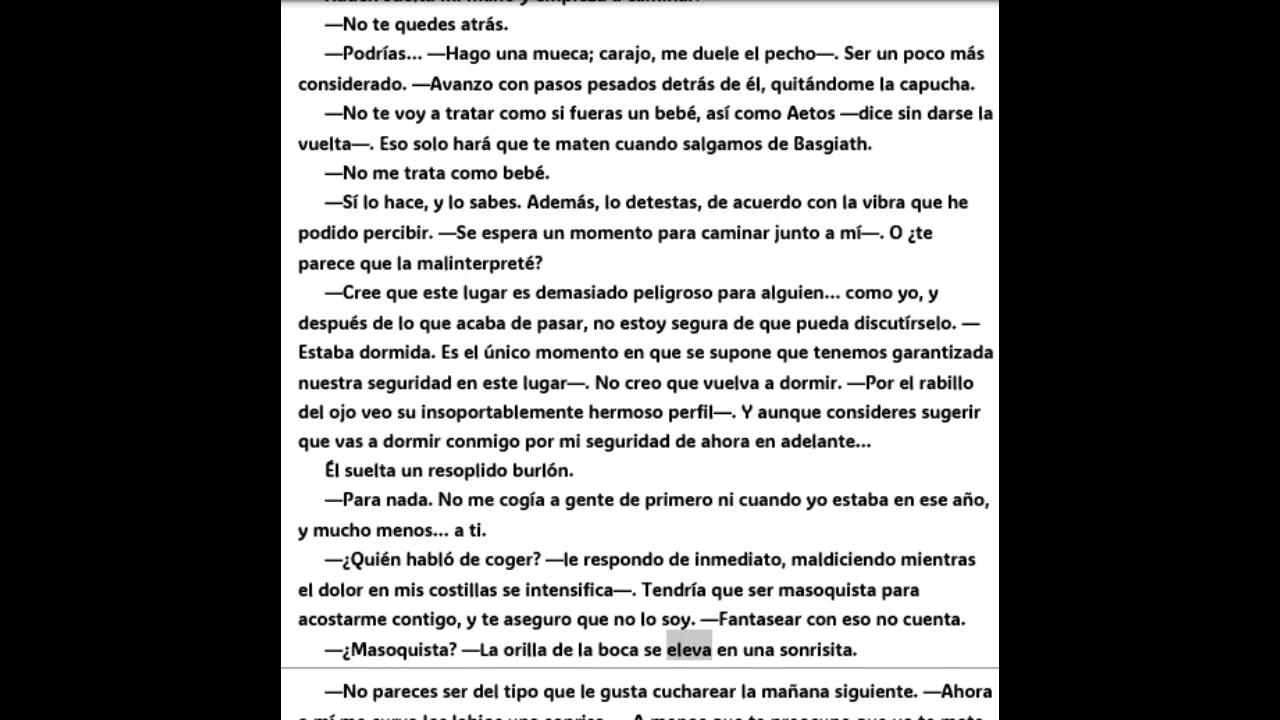 —No te quedes atrás.
—Podrías... —Hago una mueca; carajo, me duele el pecho—. Ser un poco más
considerado. —Avanzo con pasos pesados detrás de él, quitándome la capucha.
—No te voy a tratar como si fueras un bebé, así como Aetos —dice sin darse la
vuelta—. Eso solo hará que te maten cuando salgamos de Basgiath.
—No me trata como bebé.
—Sí lo hace, y lo sabes. Además, lo detestas, de acuerdo con la vibra que he
podido percibir. —Se espera un momento para caminar junto a mí—. O ¿te
parece que la malinterpreté?
—Cree que este lugar es demasiado peligroso para alguien... como yo, y
después de lo que acaba de pasar, no estoy segura de que pueda discutírselo. —
Estaba dormida. Es el único momento en que se supone que tenemos garantizada
nuestra seguridad en este lugar—. No creo que vuelva a dormir. —Por el rabillo
del ojo veo su insoportablemente hermoso perfil—. Y aunque consideres sugerir
que vas a dormir conmigo por mi seguridad de ahora en adelante...
Él suelta un resoplido burlón.
—Para nada. No me cogía a gente de primero ni cuando yo estaba en ese año,
y mucho menos... a ti.
—¿Quién habló de coger? —le respondo de inmediato, maldiciendo mientras
el dolor en mis costillas se intensifica—. Tendría que ser masoquista para
acostarme contigo, y te aseguro que no lo soy. —Fantasear con eso no cuenta.
—¿Masoquista? —La orilla de la boca se eleva en una sonrisita.
—No pareces ser del tipo que le gusta cucharear la mañana siguiente. —Ahora